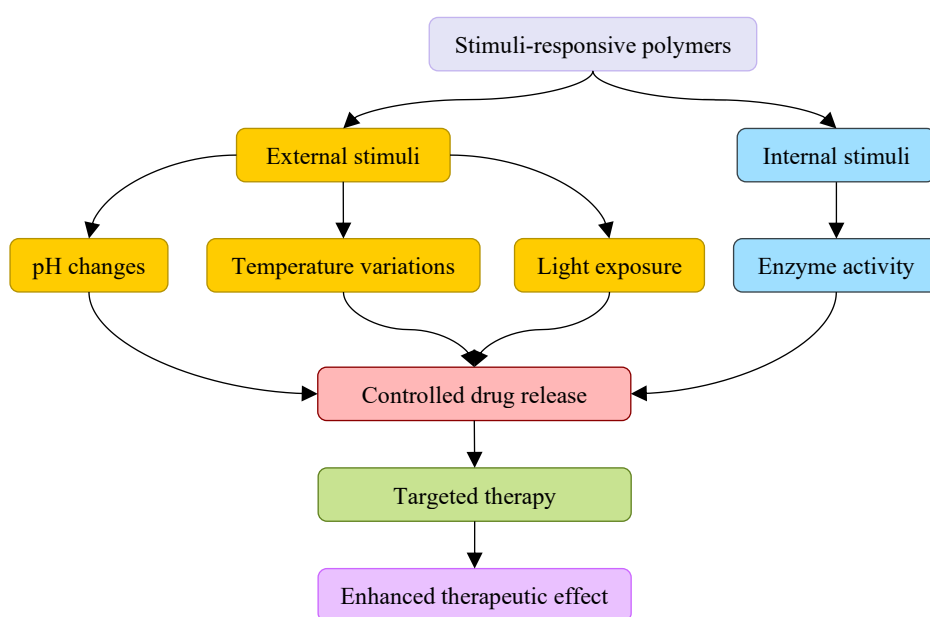 Stimuli-responsive polymers
External stimuli
Internal stimuli
pH changes
Temperature variations
Light exposure
Enzyme activity
Controlled drug release
Targeted therapy
Enhanced therapeutic effect